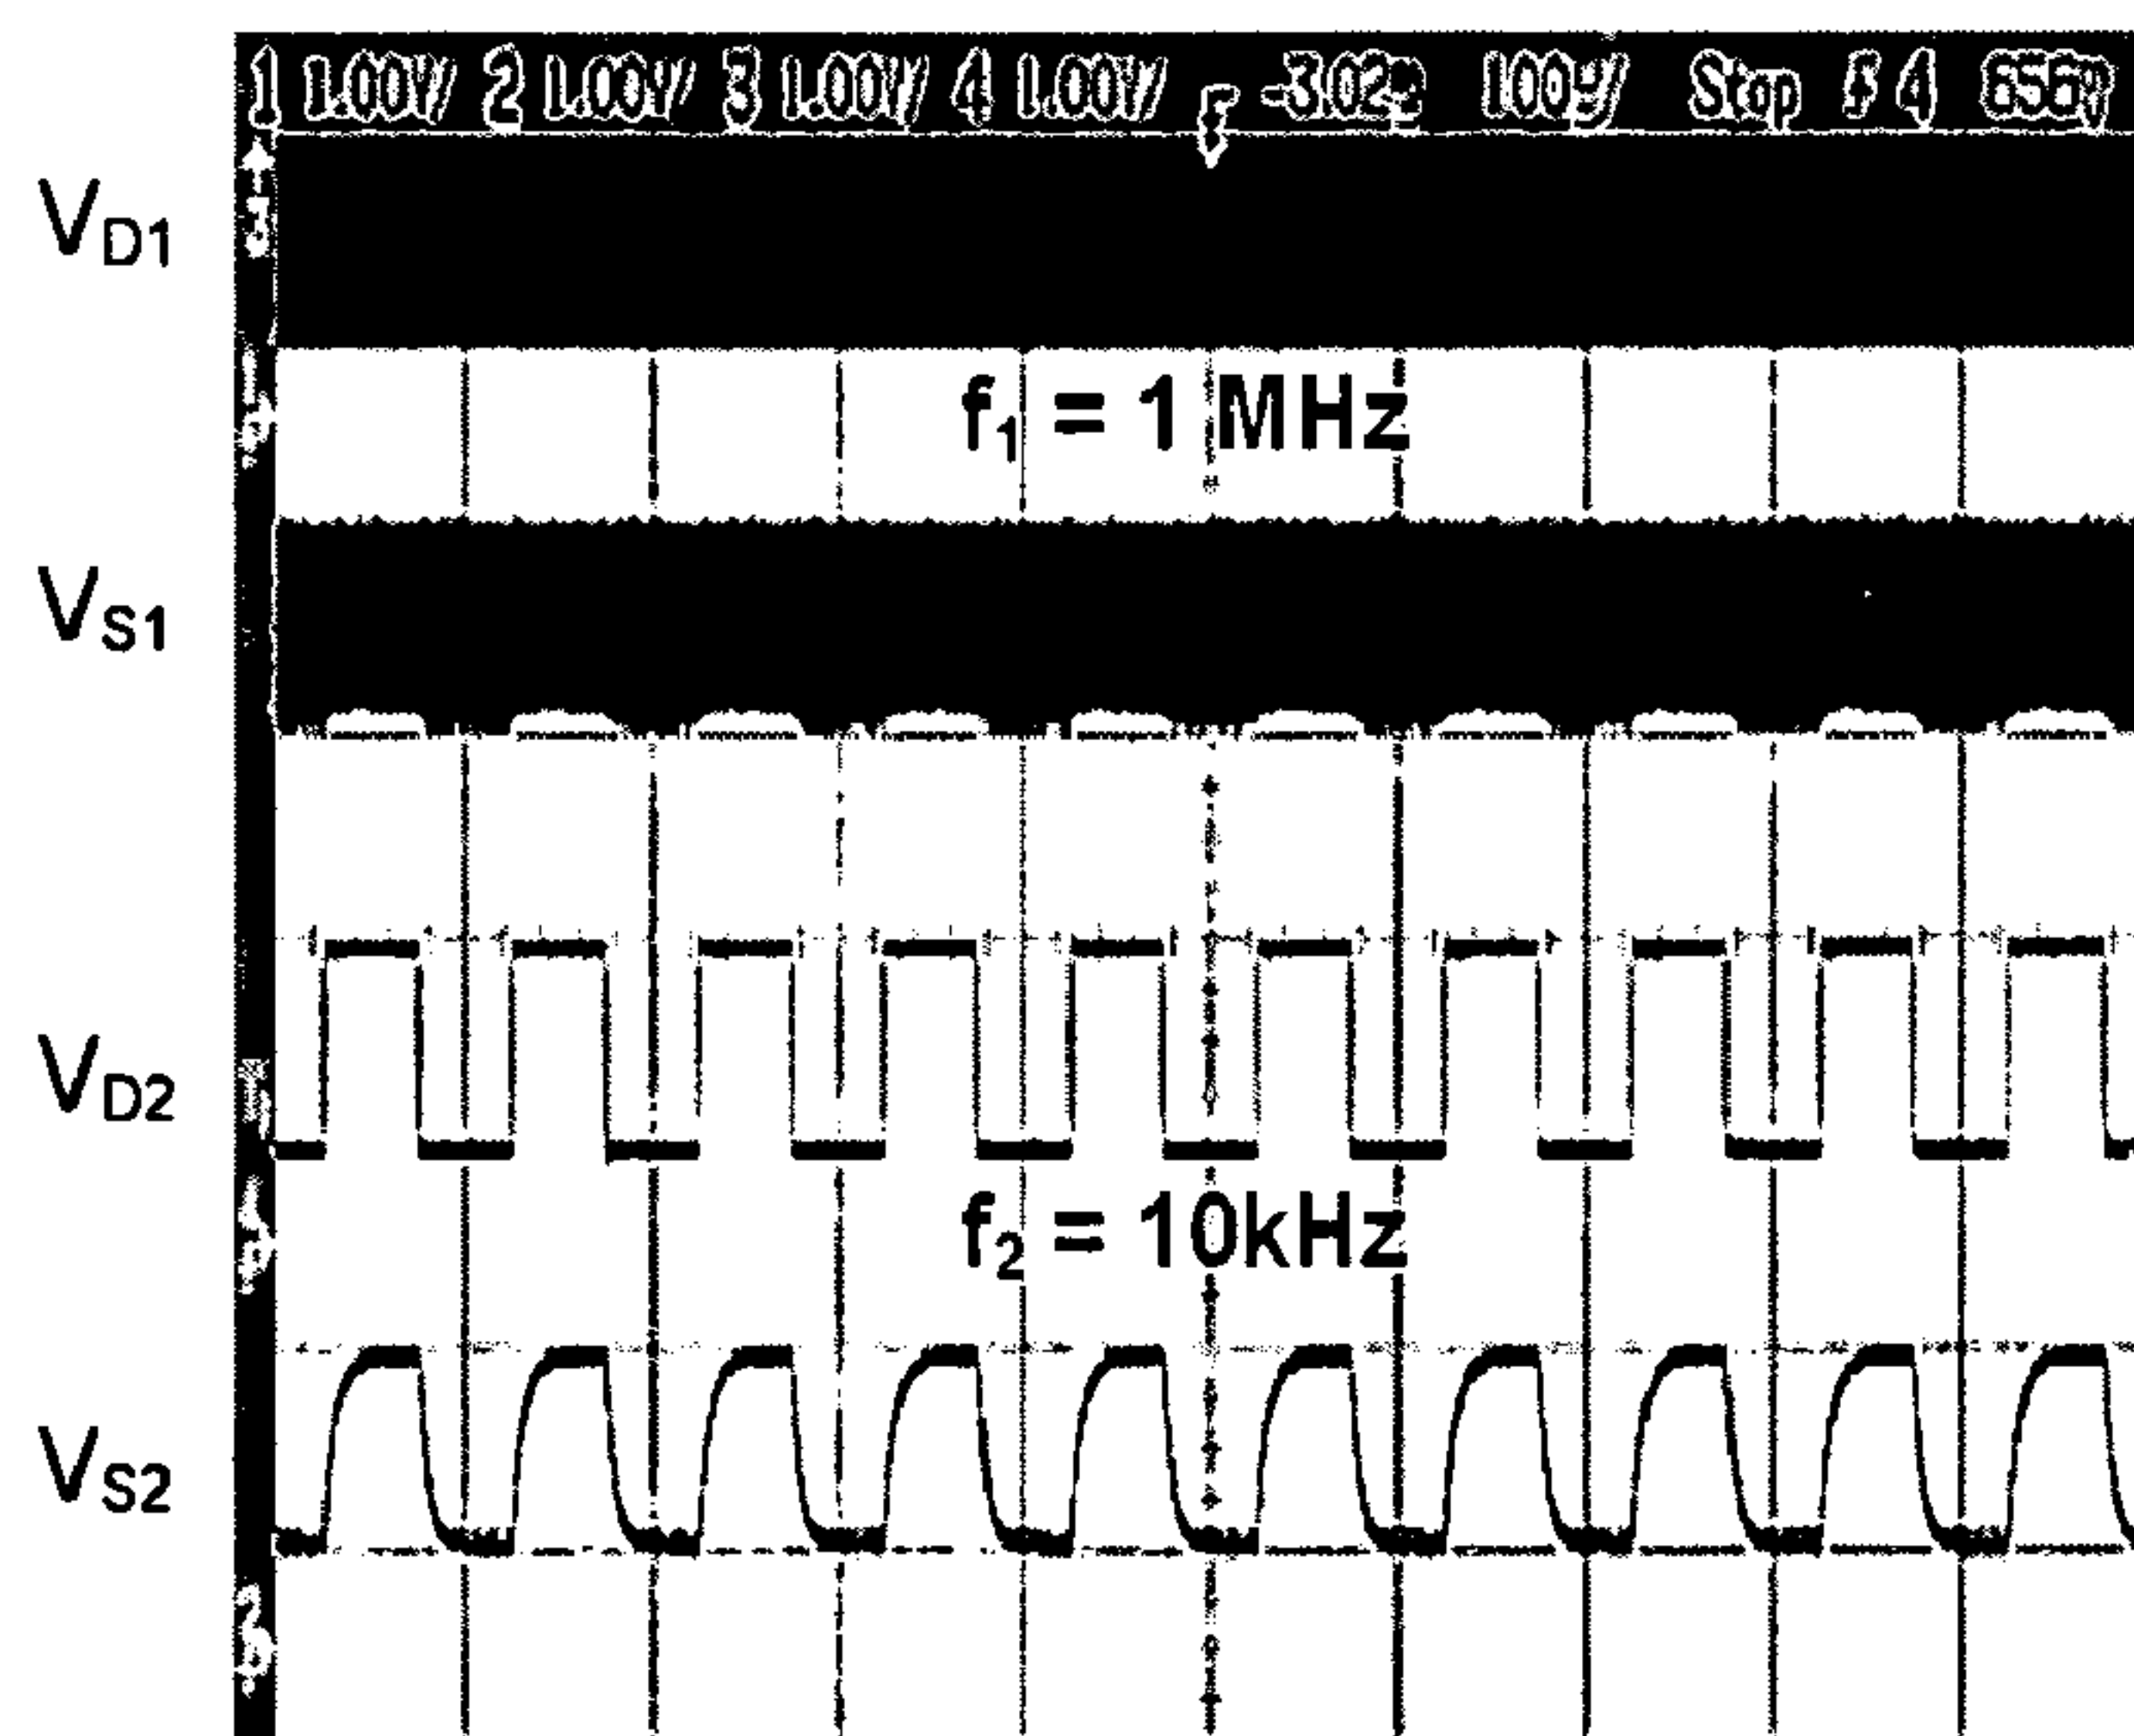 1 1.00V/ 2 1.00V/ 3 1.00V/ 4 1.00V/ Stop 4
V_D1
f_1 = 1 MHz
V_S1
V_D2
f_2 = 10kHz
V_S2